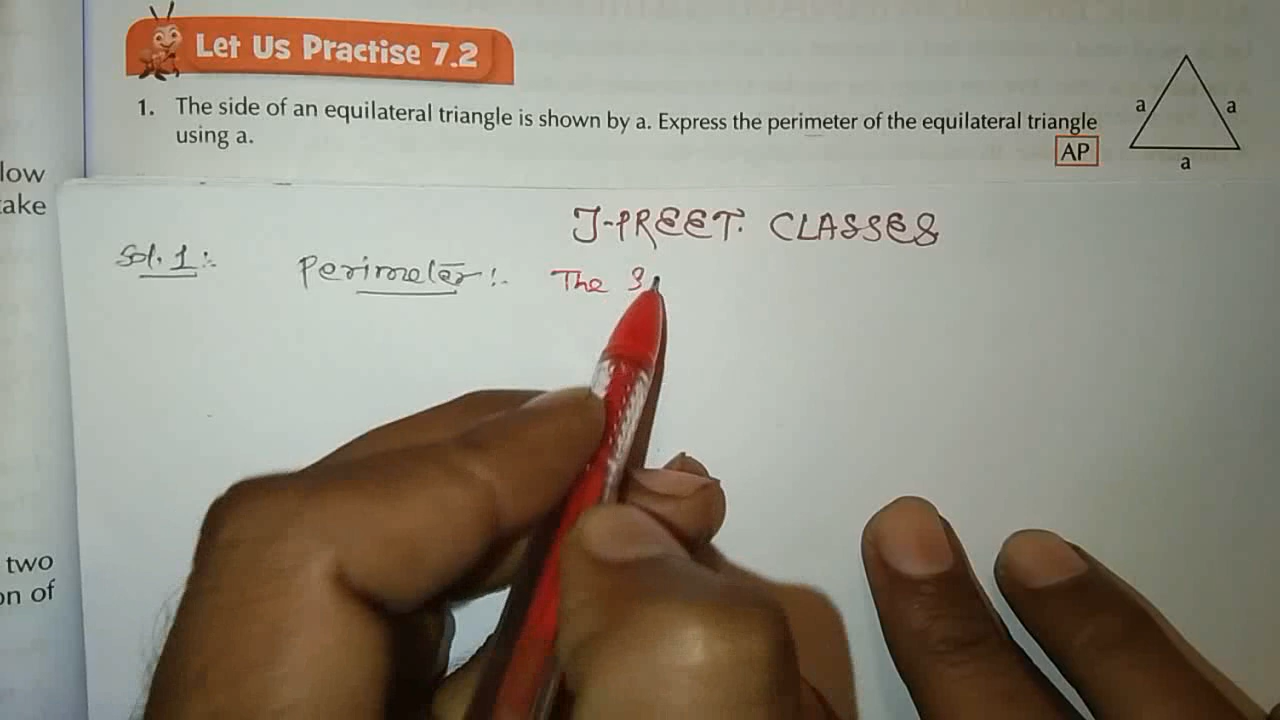 Let Us Practise 7.2
1. The side of an equilateral triangle is shown by a. Express the perimeter of the equilateral triangle
using a.
AP
a a
a
low
take
J-PREET. CLASSES
Sol. 1:-
Perimeter:- The
two
on of